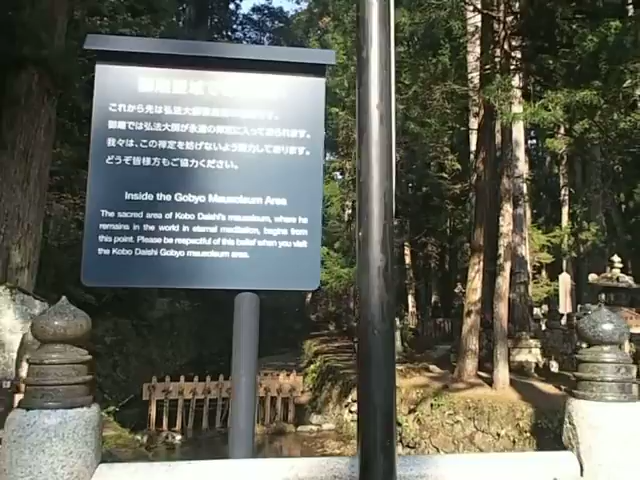 これから先は弘法大師御
御廟では弘法大師が永遠の禅定に入っておられます。
我々は、この禅定を妨げないよう努力しております。
どうぞ皆様方もご協力ください。
Inside the Gobyo Mausoleum Area
The sacred area of Kobo Daishi's mausoleum, where he
remains in the world in eternal meditation, begins from
this point. Please be respectful of this belief when you visit
the Kobo Daishi Gobyo mausoleum area.